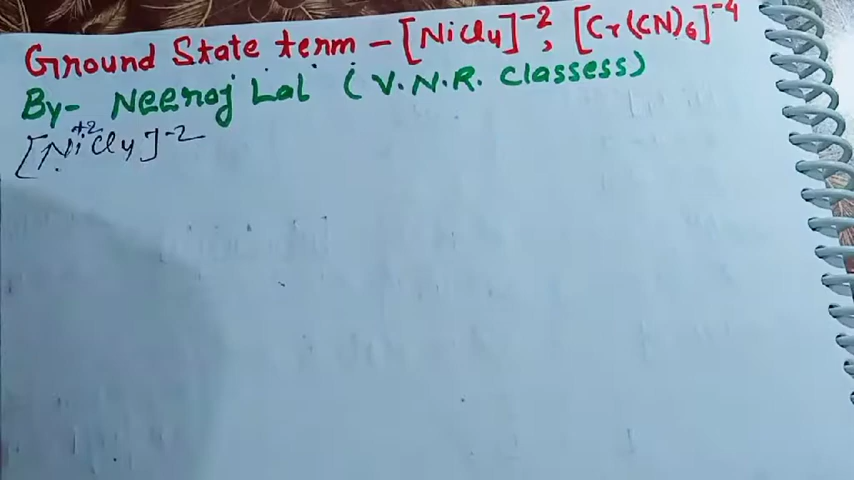 Ground State term - [NiCl4]-2, [Cr(CN)6]-4
By- Neeraj Lal (V.N.R. Classess)
[Ni+2Cl4]-2